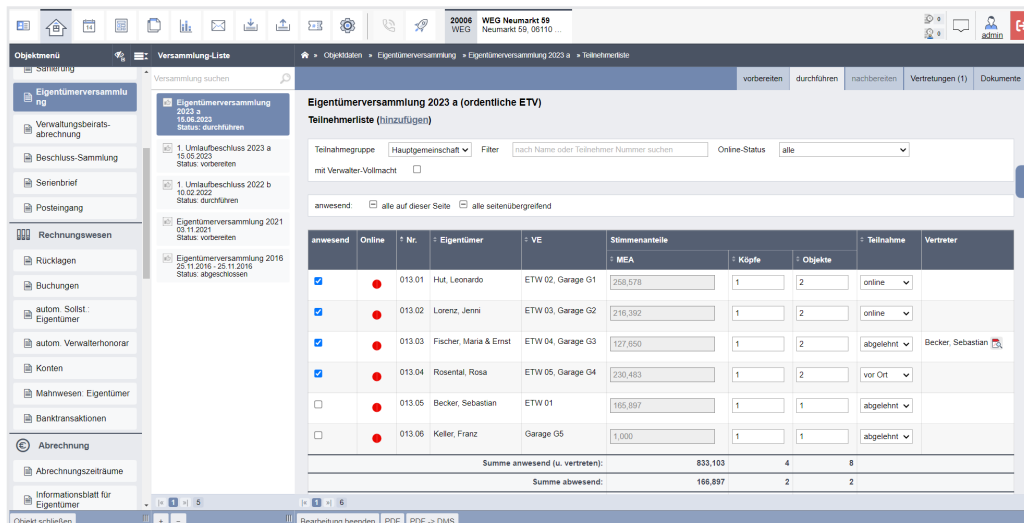 14
20006
WEG
WEG Neumarkt 59
Neumarkt 59, 06110 ...
0
0
admin
Objektmenü
Versammlung-Liste
» Objektdaten » Eigentümerversammlung » Eigentümerversammlung 2023 a » Teilnehmerliste
Sanierung
Eigentümerversammlu
ng
Verwaltungsbeirats-
abrechnung
Beschluss-Sammlung
Serienbrief
Posteingang
Rechnungswesen
Rücklagen
Buchungen
autom. Sollst.:
Eigentümer
autom. Verwalterhonorar
Konten
Mahnwesen: Eigentümer
Banktransaktionen
Abrechnung
Abrechnungszeiträume
Informationsblatt für
Eigentümer
Objekt schließen
Versammlung suchen
Eigentümerversammlung
2023 a
15.06.2023
Status: durchführen
1. Umlaufbeschluss 2023 a
15.05.2023
Status: vorbereiten
1. Umlaufbeschluss 2022 b
10.02.2022
Status: durchführen
Eigentümerversammlung 2021
03.11.2021
Status: vorbereiten
Eigentümerversammlung 2016
25.11.2016 - 25.11.2016
Status: abgeschlossen
1 5
+ −
vorbereiten durchführen nachbereiten Vertretungen (1) Dokumente
Eigentümerversammlung 2023 a (ordentliche ETV)
Teilnehmerliste (hinzufügen)
Teilnahmegruppe Hauptgemeinschaft Filter nach Name oder Teilnehmer Nummer suchen Online-Status alle
mit Verwalter-Vollmacht
anwesend: alle auf dieser Seite alle seitenübergreifend
anwesend Online Nr. Eigentümer VE Stimmenanteile Teilnahme Vertreter
MEA Köpfe Objekte
013.01 Hut, Leonardo ETW 02, Garage G1 258,578 1 2 online
013.02 Lorenz, Jenni ETW 03, Garage G2 216,392 1 2 online
013.03 Fischer, Maria & Ernst ETW 04, Garage G3 127,650 1 2 abgelehnt Becker, Sebastian
013.04 Rosental, Rosa ETW 05, Garage G4 230,483 1 2 vor Ort
013.05 Becker, Sebastian ETW 01 165,897 1 1 abgelehnt
013.06 Keller, Franz Garage G5 1,000 1 1 abgelehnt
Summe anwesend (u. vertreten): 833,103 4 8
Summe abwesend: 166,897 2 2
1 6
Bearbeitung beenden PDF PDF -> DMS